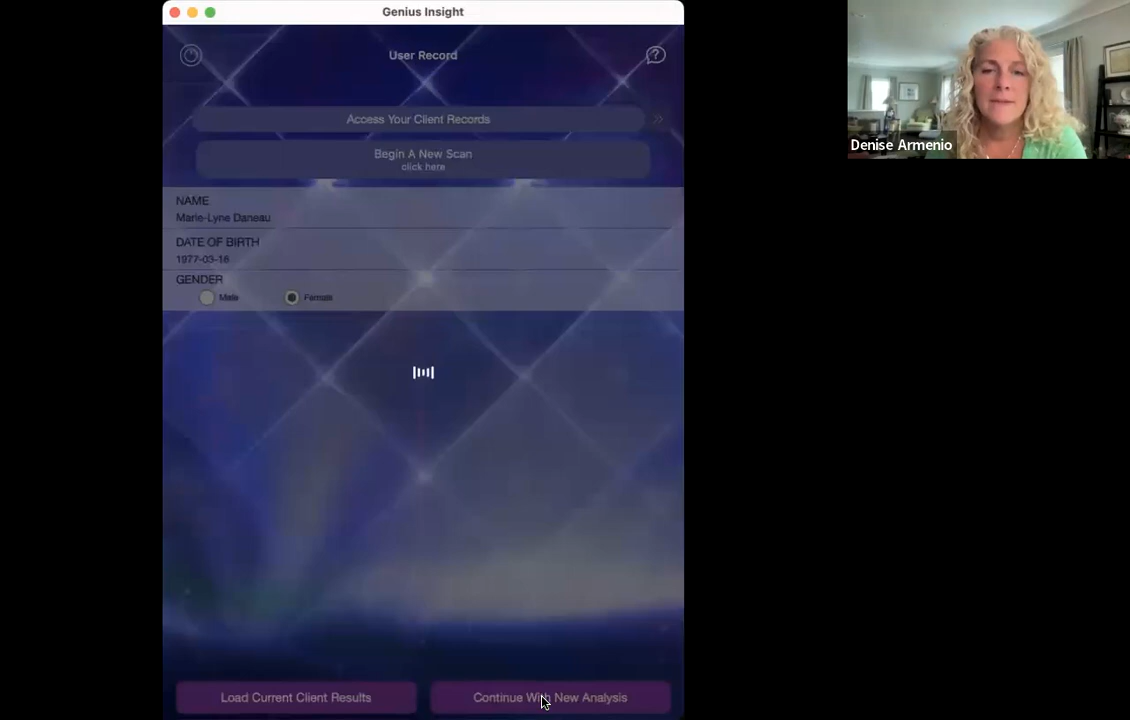 Genius Insight
User Record
Access Your Client Records
Begin A New Scan
click here
NAME
Marie-Lyne Daneau
DATE OF BIRTH
1977-03-16
GENDER
Male
Female
Load Current Client Results
Continue With New Analysis
Denise Armenio